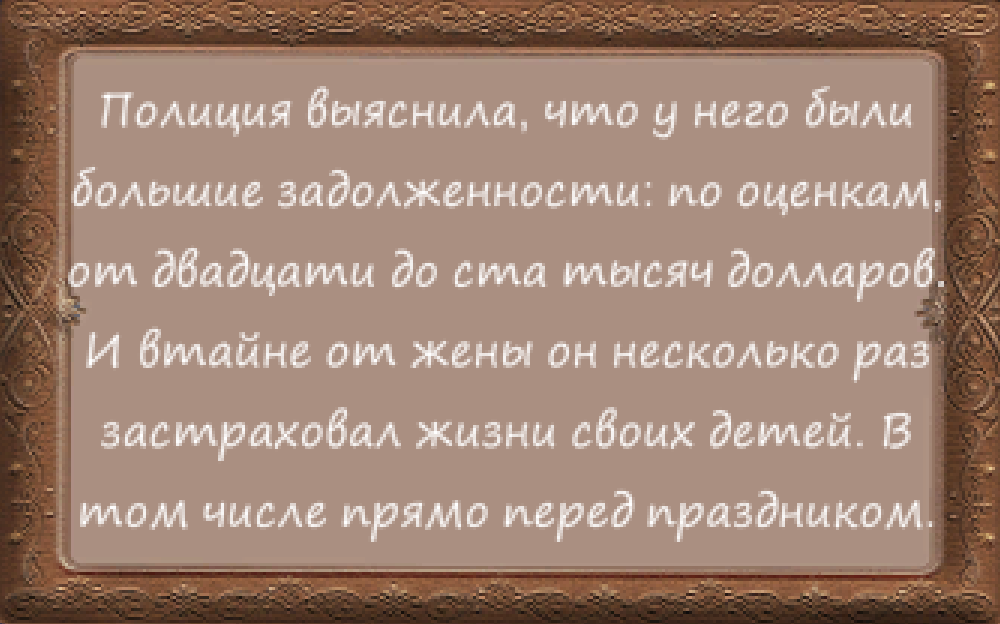 Полиция выяснила, что у него были
большие задолженности: по оценкам,
от двадцати до ста тысяч долларов.
И втайне от жены он несколько раз
застраховал жизни своих детей. В
том числе прямо перед праздником.